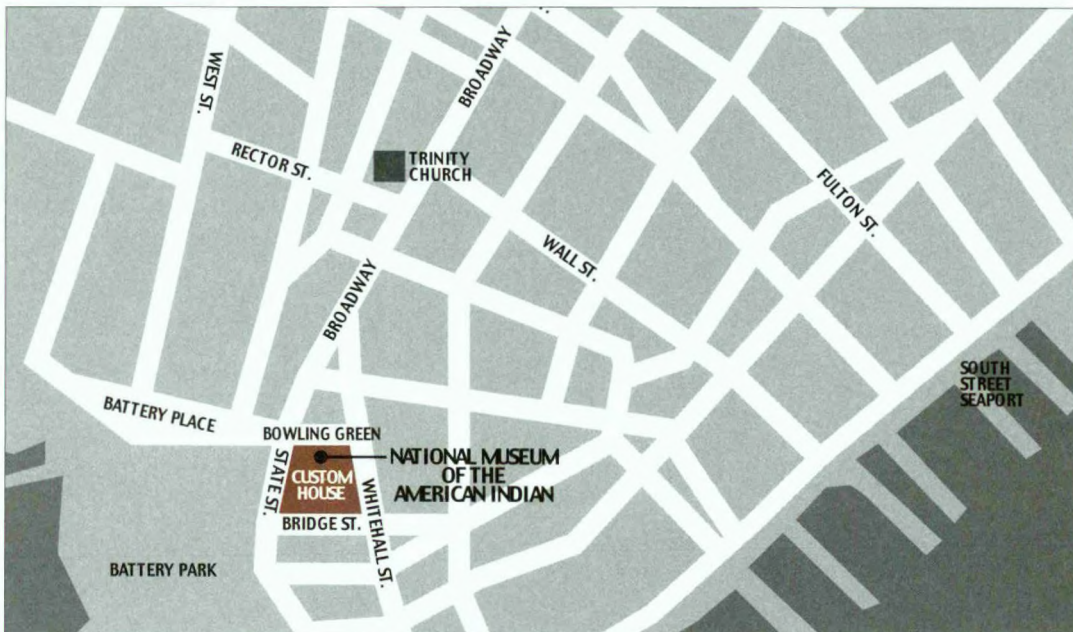 BROADWAY
WEST ST.
RECTOR ST.
TRINITY
CHURCH
FULTON ST.
WALL ST.
BROADWAY
SOUTH
STREET
SEAPORT
BATTERY PLACE
BOWLING GREEN
NATIONAL MUSEUM
OF THE
AMERICAN INDIAN
STATE ST.
CUSTOM
HOUSE
WHITEHALL ST.
BRIDGE ST.
BATTERY PARK